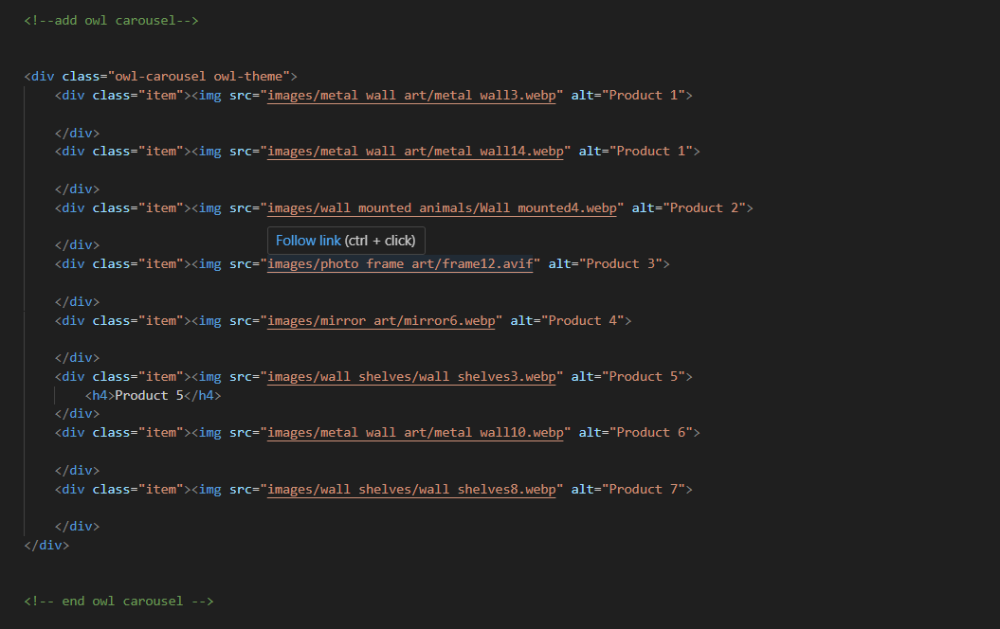 <!--add owl carousel-->
<div class="owl-carousel owl-theme">
<div class="item"><img src="images/metal wall art/metal wall3.webp" alt="Product 1">
</div>
<div class="item"><img src="images/metal wall art/metal wall14.webp" alt="Product 1">
</div>
<div class="item"><img src="images/wall mounted animals/Wall mounted4.webp" alt="Product 2">
Follow link (ctrl + click)
</div>
<div class="item"><img src="images/photo frame art/frame12.avif" alt="Product 3">
</div>
<div class="item"><img src="images/mirror art/mirror6.webp" alt="Product 4">
</div>
<div class="item"><img src="images/wall shelves/wall shelves3.webp" alt="Product 5">
<h4>Product 5</h4>
</div>
<div class="item"><img src="images/metal wall art/metal wall10.webp" alt="Product 6">
</div>
<div class="item"><img src="images/wall shelves/wall shelves8.webp" alt="Product 7">
</div>
</div>
<!-- end owl carousel -->